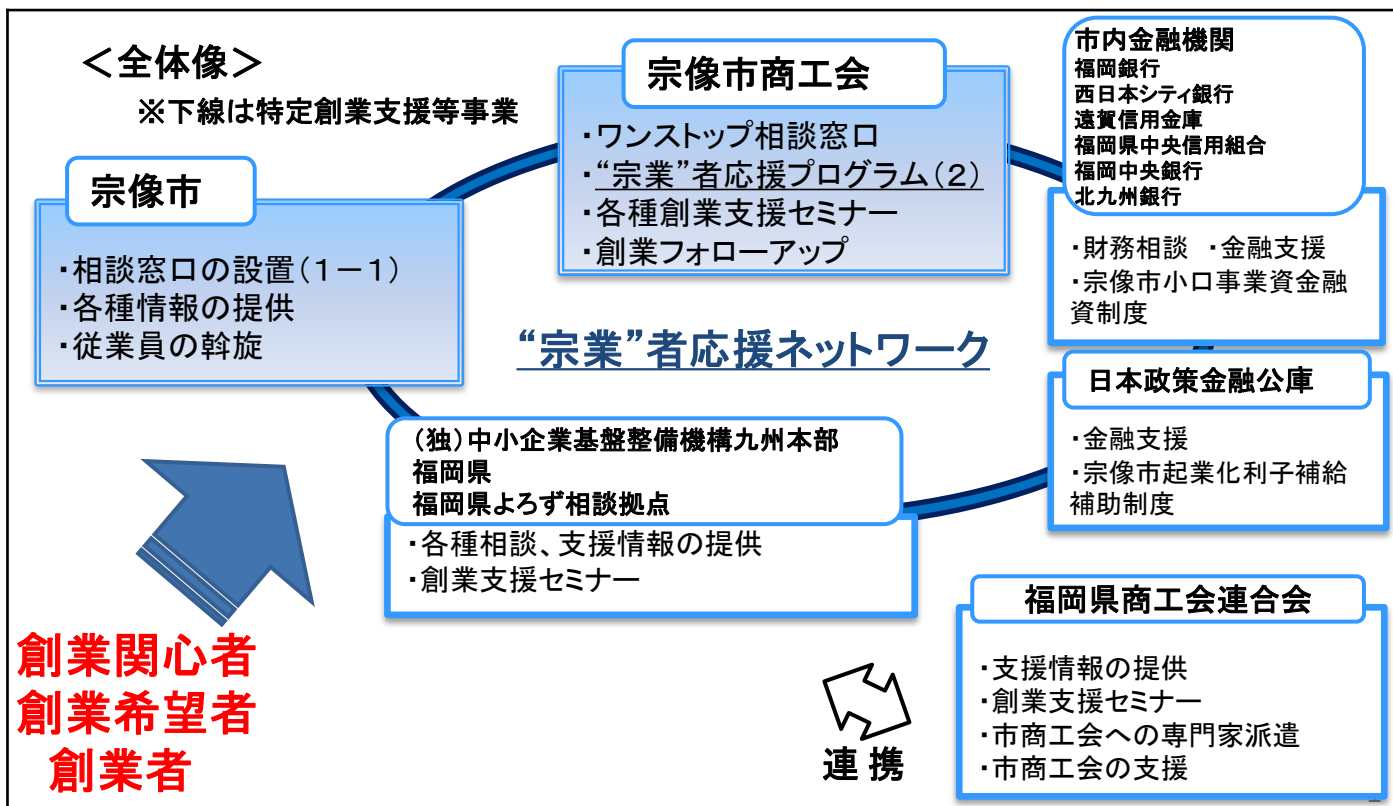 ＜全体像＞
※下線は特定創業支援等事業
宗像市
・相談窓口の設置（１－１）
・各種情報の提供
・従業員の斡旋
宗像市商工会
・ワンストップ相談窓口
・“宗業”者応援プログラム（２）
・各種創業支援セミナー
・創業フォローアップ
市内金融機関
福岡銀行
西日本シティ銀行
遠賀信用金庫
福岡県中央信用組合
福岡中央銀行
北九州銀行
・財務相談　・金融支援
・宗像市小口事業資金融
資制度
“宗業”者応援ネットワーク
日本政策金融公庫
・金融支援
・宗像市起業化利子補給
補助制度
（独）中小企業基盤整備機構九州本部
福岡県
福岡県よろず相談拠点
・各種相談、支援情報の提供
・創業支援セミナー
創業関心者
創業希望者
創業者
連 携
福岡県商工会連合会
・支援情報の提供
・創業支援セミナー
・市商工会への専門家派遣
・市商工会の支援